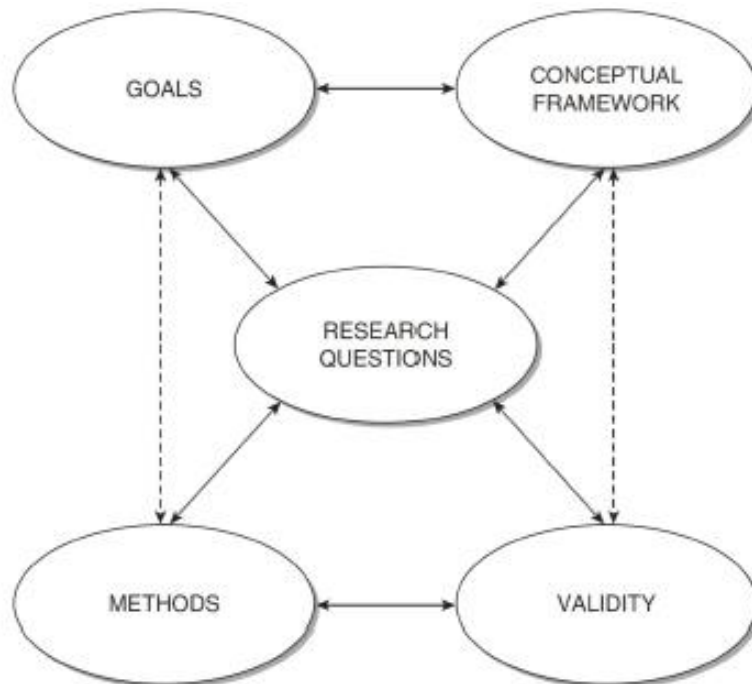 GOALS
CONCEPTUAL
FRAMEWORK
RESEARCH
QUESTIONS
METHODS
VALIDITY